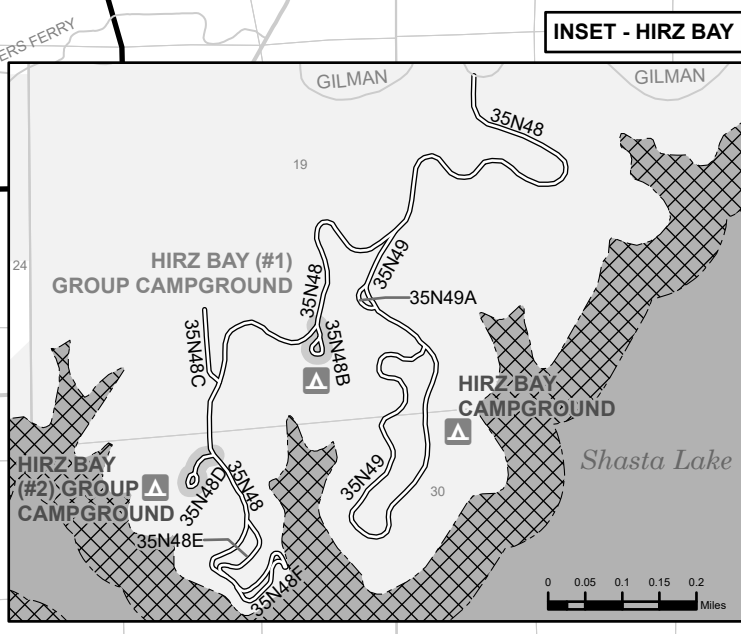 INSET - HIRZ BAY
ERS FERRY
GILMAN
GILMAN
35N48
19
24
HIRZ BAY (#1)
GROUP CAMPGROUND
35N48
35N49
35N49A
35N48C
35N48B
HIRZ BAY
CAMPGROUND
Shasta Lake
HIRZ BAY
(#2) GROUP
CAMPGROUND
35N48D
35N48
35N49
30
35N48E
35N48F
0 0.05 0.1 0.15 0.2
Miles